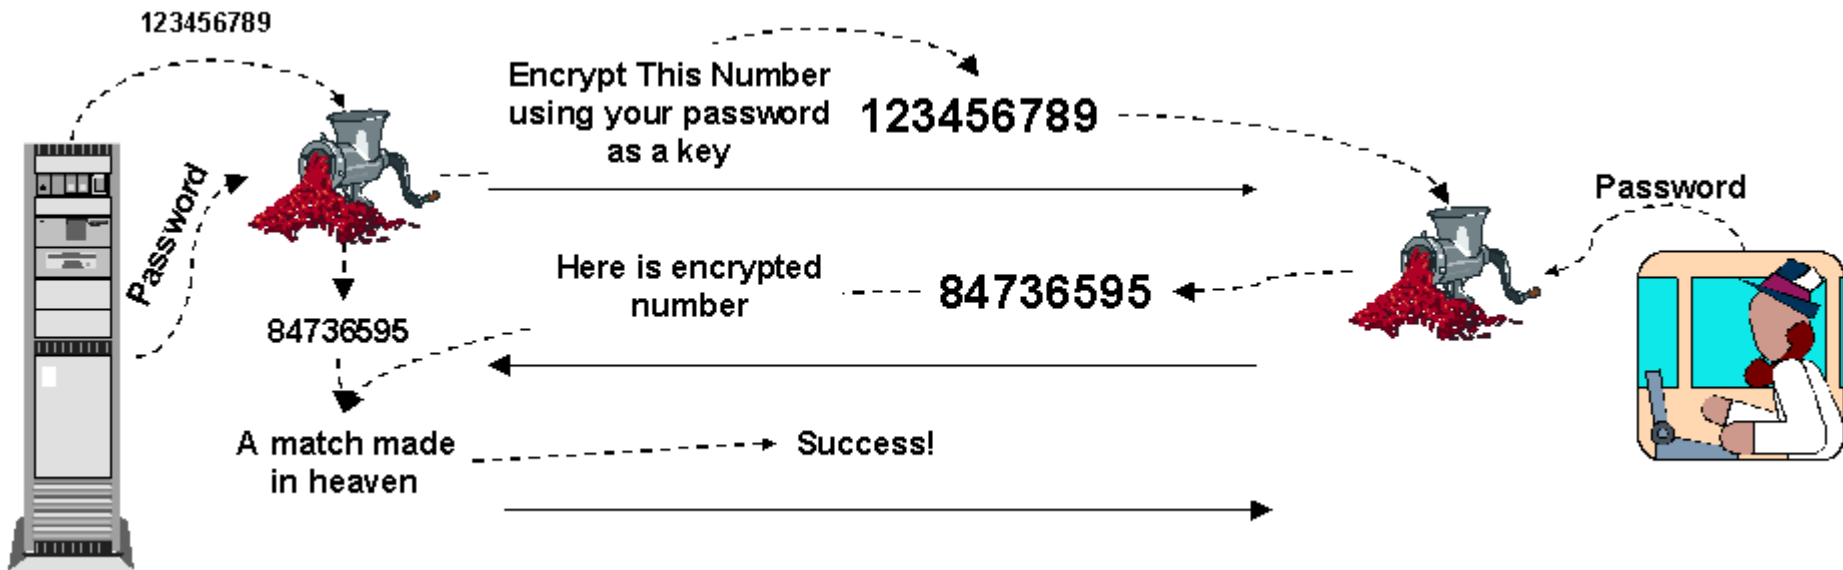 123456789
Encrypt This Number
using your password
as a key
123456789
Password
Password
Here is encrypted
number
84736595
84736595
A match made
in heaven
Success!